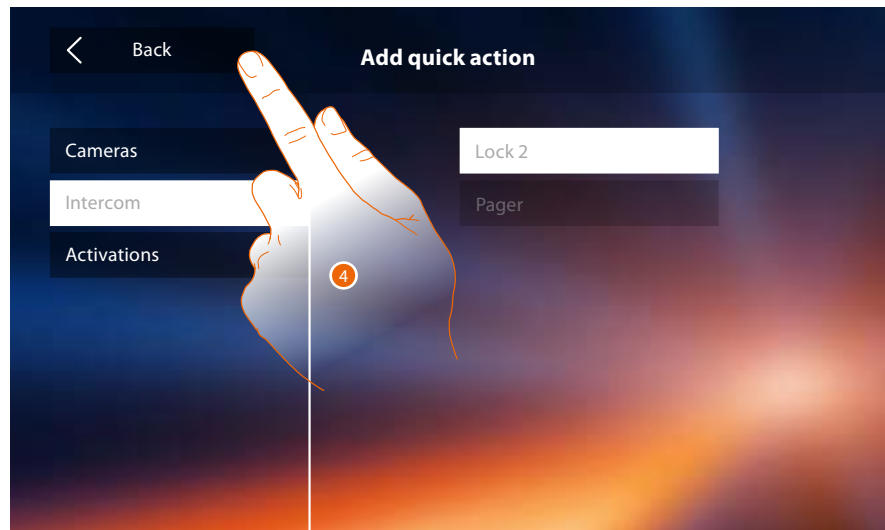 Back
Add quick action
Cameras
Intercom
Activations
Lock 2
Pager
4